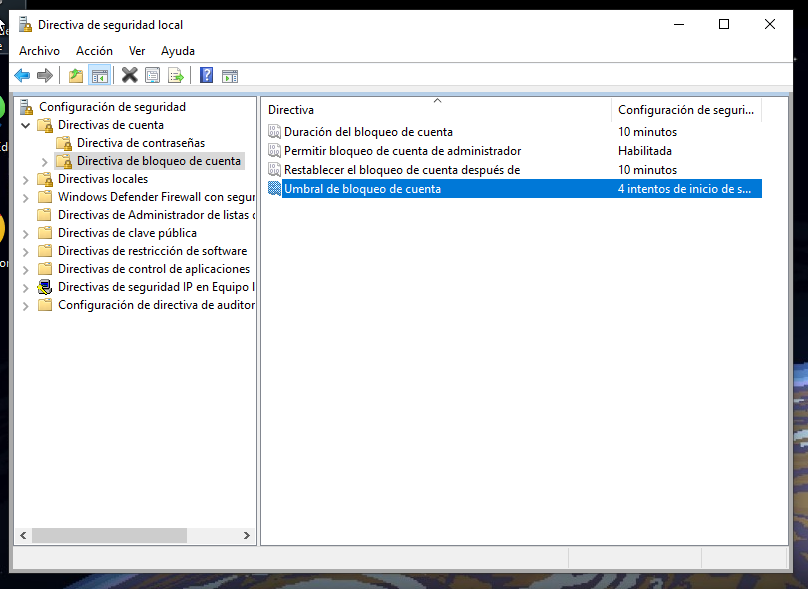 Directiva de seguridad local
Archivo Acción Ver Ayuda
Configuración de seguridad
Directivas de cuenta
Directiva de contraseñas
Directiva de bloqueo de cuenta
Directivas locales
Windows Defender Firewall con segur
Directivas de Administrador de listas c
Directivas de clave pública
Directivas de restricción de software
Directivas de control de aplicaciones
Directivas de seguridad IP en Equipo l
Configuración de directiva de auditor
Directiva Configuración de seguri...
Duración del bloqueo de cuenta 10 minutos
Permitir bloqueo de cuenta de administrador Habilitada
Restablecer el bloqueo de cuenta después de 10 minutos
Umbral de bloqueo de cuenta 4 intentos de inicio de s...